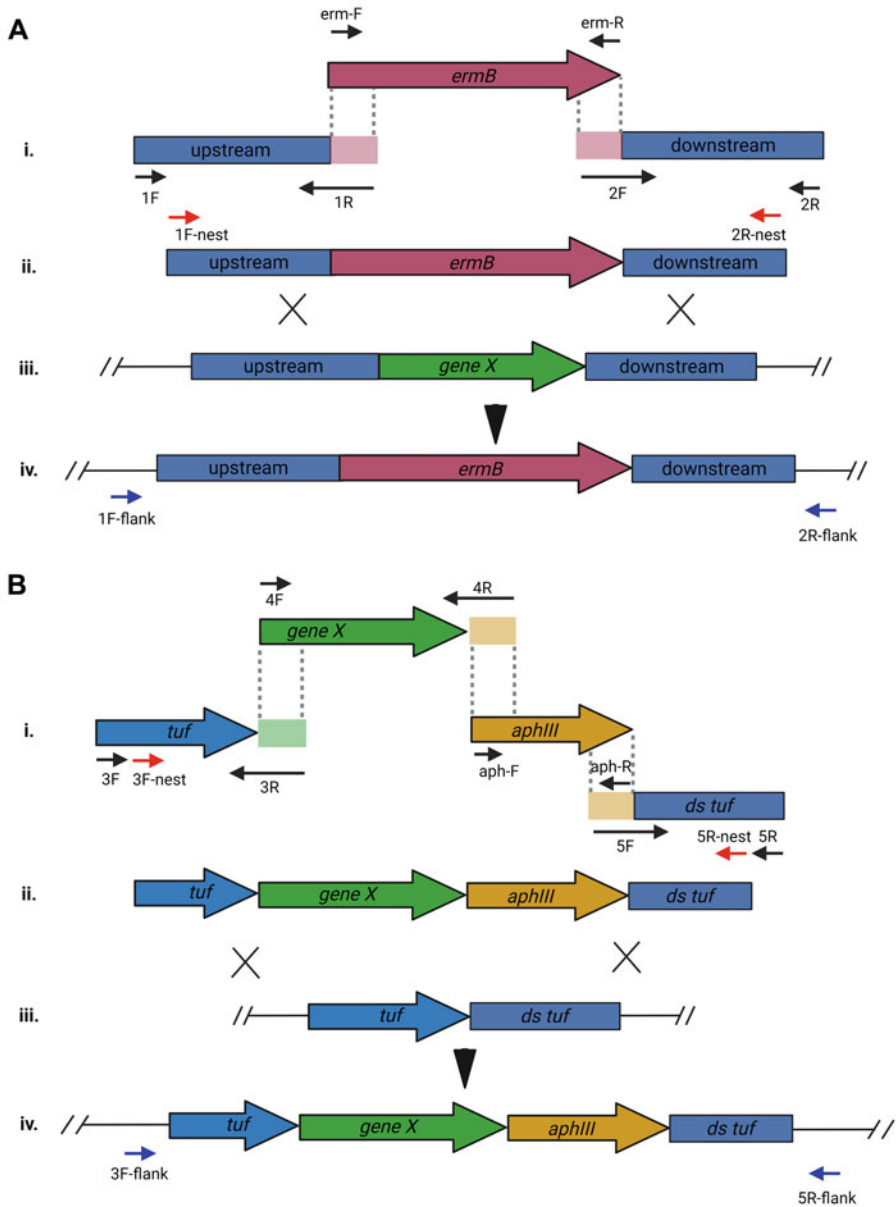 A
erm-F erm-R
ermB
i. upstream downstream
1F 1R 2F 2R
1F-nest 2R-nest
ii. upstream ermB downstream
iii. upstream gene X downstream
iv. upstream ermB downstream
1F-flank 2R-flank
B
4F 4R
gene X
i. tuf aphIII
3F 3F-nest 3R aph-F aph-R
ds tuf
5F 5R-nest 5R
ii. tuf gene X aphIII ds tuf
iii. tuf ds tuf
iv. tuf gene X aphIII ds tuf
3F-flank 5R-flank